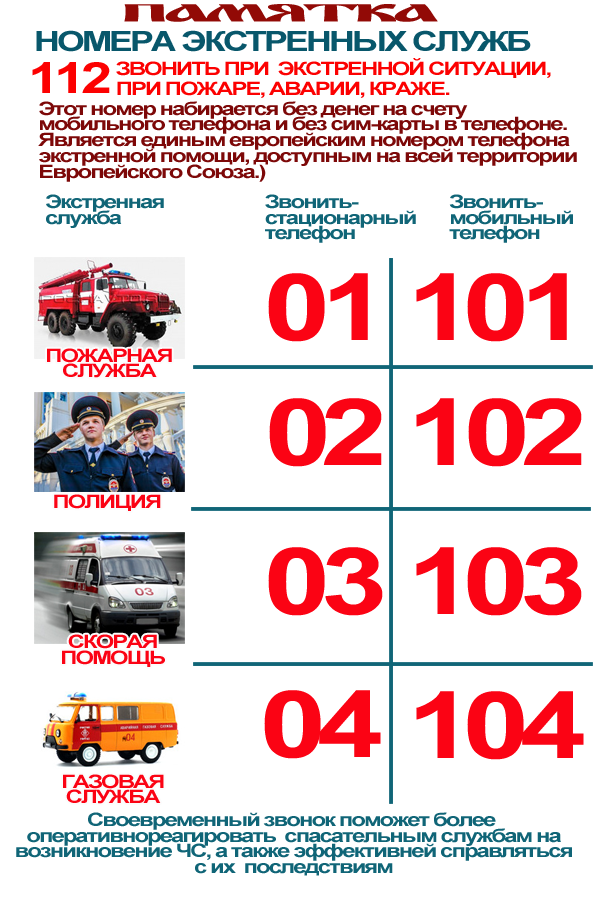 ПАМЯТКА
НОМЕРА ЭКСТРЕННЫХ СЛУЖБ
112 ЗВОНИТЬ ПРИ ЭКСТРЕННОЙ СИТУАЦИИ,
ПРИ ПОЖАРЕ, АВАРИИ, КРАЖЕ.
Этот номер набирается без денег на счету
мобильного телефона и без сим-карты в телефоне.
Является единым европейским номером телефона
экстренной помощи, доступным на всей территории
Европейского Союза.)
Экстренная
служба
Звонить-
стационарный
телефон
Звонить-
мобильный
телефон
ПОЖАРНАЯ
СЛУЖБА
01
101
ПОЛИЦИЯ
02
102
03
СКОРАЯ
ПОМОЩЬ
03
103
04
ГАЗОВАЯ
СЛУЖБА
04
104
Своевременный звонок поможет более
оперативнореагировать спасательным службам на
возникновение ЧС, а также эффективней справляться
с их последствиям